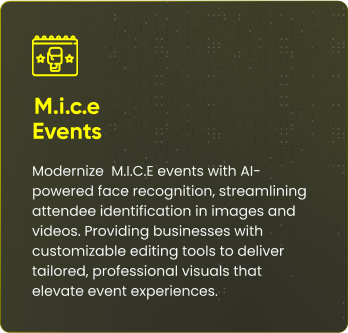 M.i.c.e
Events
Modernize M.I.C.E events with AI-
powered face recognition, streamlining
attendee identification in images and
videos. Providing businesses with
customizable editing tools to deliver
tailored, professional visuals that
elevate event experiences.